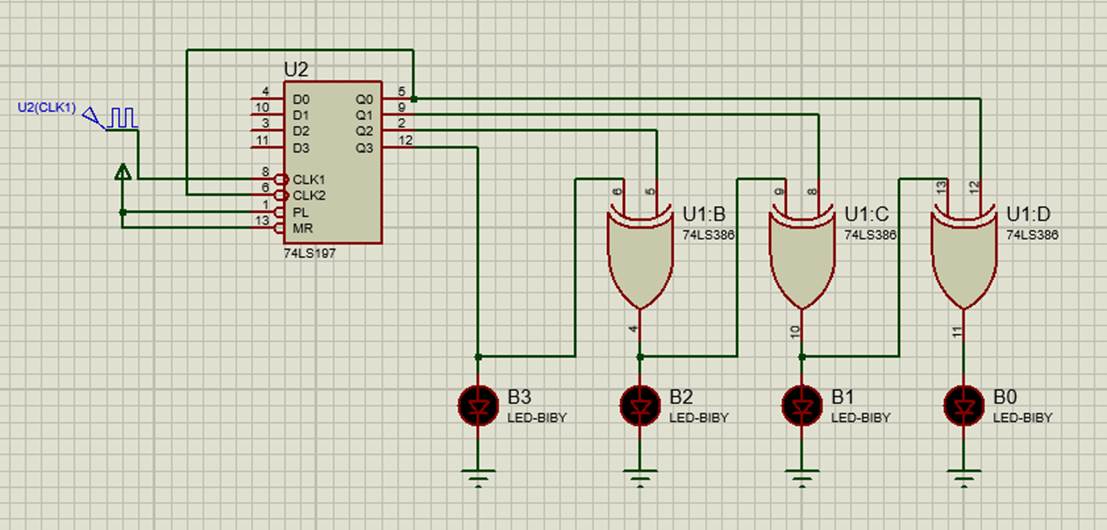 U2
U2(CLK1)
4 D0 Q0 5
10 D1 Q1 9
3 D2 Q2 2
11 D3 Q3 12
8 CLK1
6 CLK2
1 PL
13 MR
74LS197
6 5
U1:B
74LS386
4
9 8
U1:C
74LS386
10
13 12
U1:D
74LS386
11
B3
LED-BIBY
B2
LED-BIBY
B1
LED-BIBY
B0
LED-BIBY